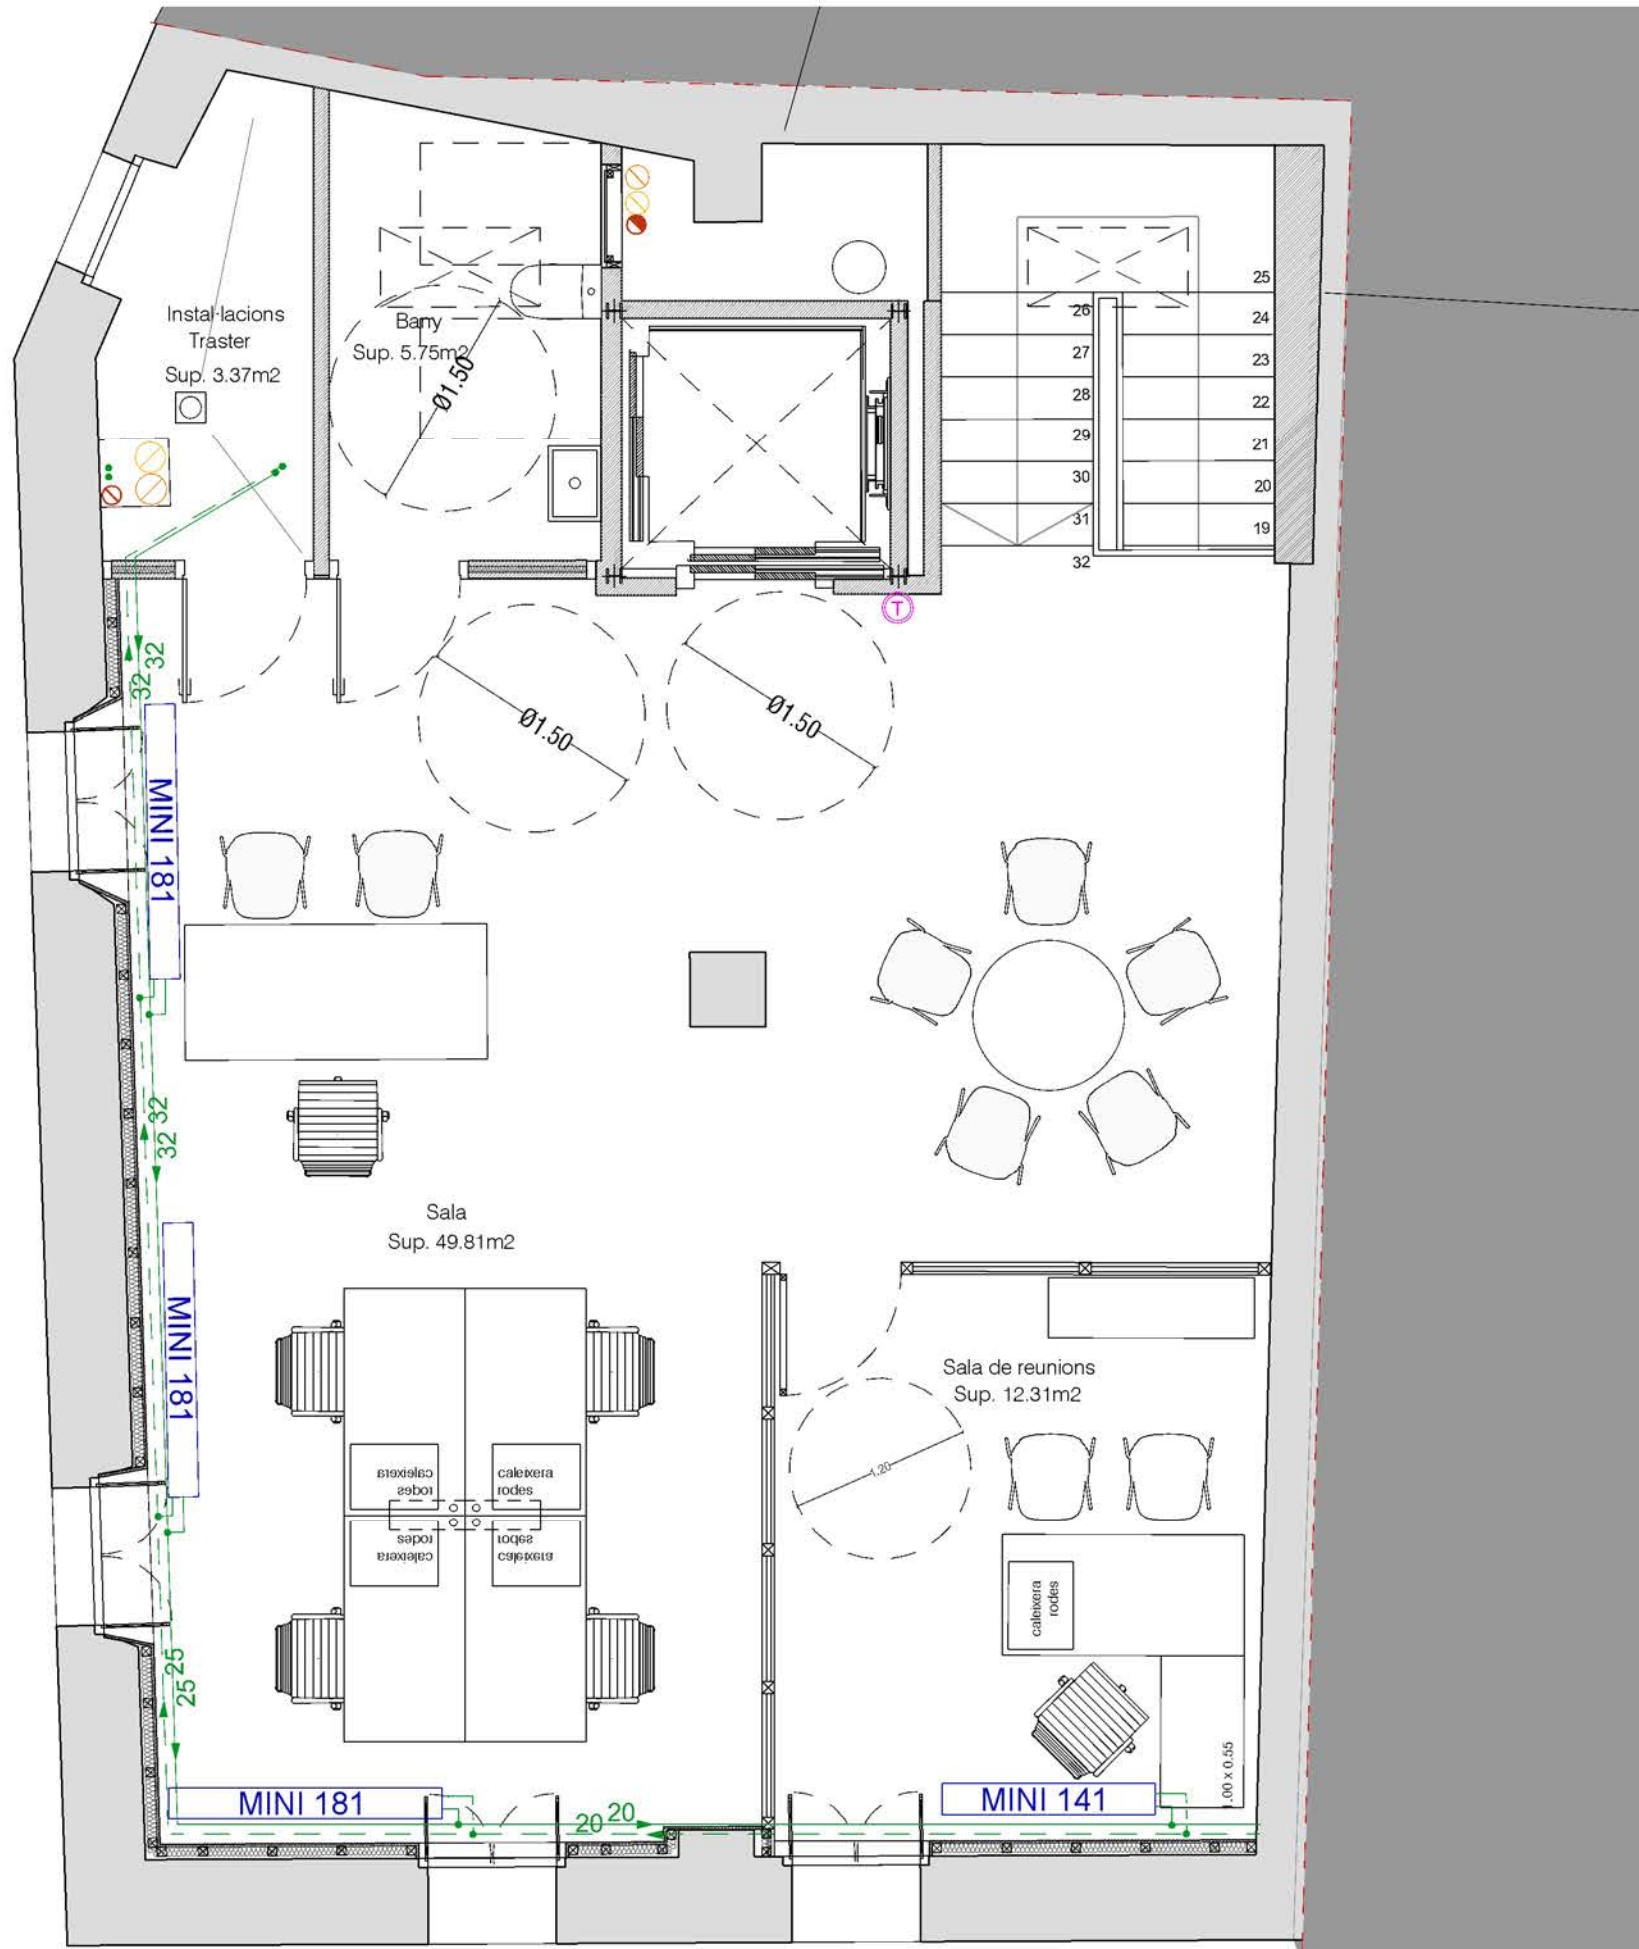 25
26
24
Instal·lacions
Traster
Sup. 3.37m2
Bany
Sup. 5.75m2
Ø1.50
27
23
28
22
29
21
30
20
31
19
32
T
32
32
Ø1.50
Ø1.50
MINI 181
32
32
Sala
Sup. 49.81m2
MINI 181
Sala de reunions
Sup. 12.31m2
caleixera
rodes
caleixera
rodes
1.20
rodes
caleixera
rodes
caleixera
caleixera
rodes
25
25
1.00 x 0.55
MINI 181
MINI 141
20
20